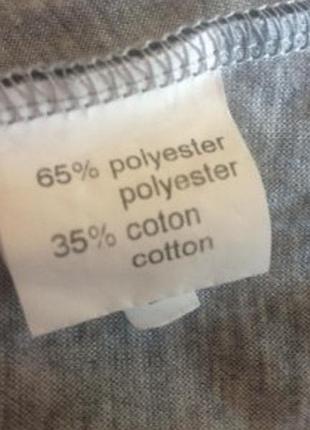 65% polyester
polyester
35% coton
cotton